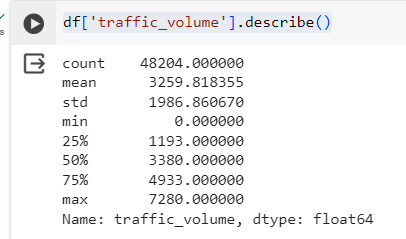 df['traffic_volume'].describe()
count    48204.000000
mean      3259.818355
std       1986.860670
min          0.000000
25%       1193.000000
50%       3380.000000
75%       4933.000000
max       7280.000000
Name: traffic_volume, dtype: float64